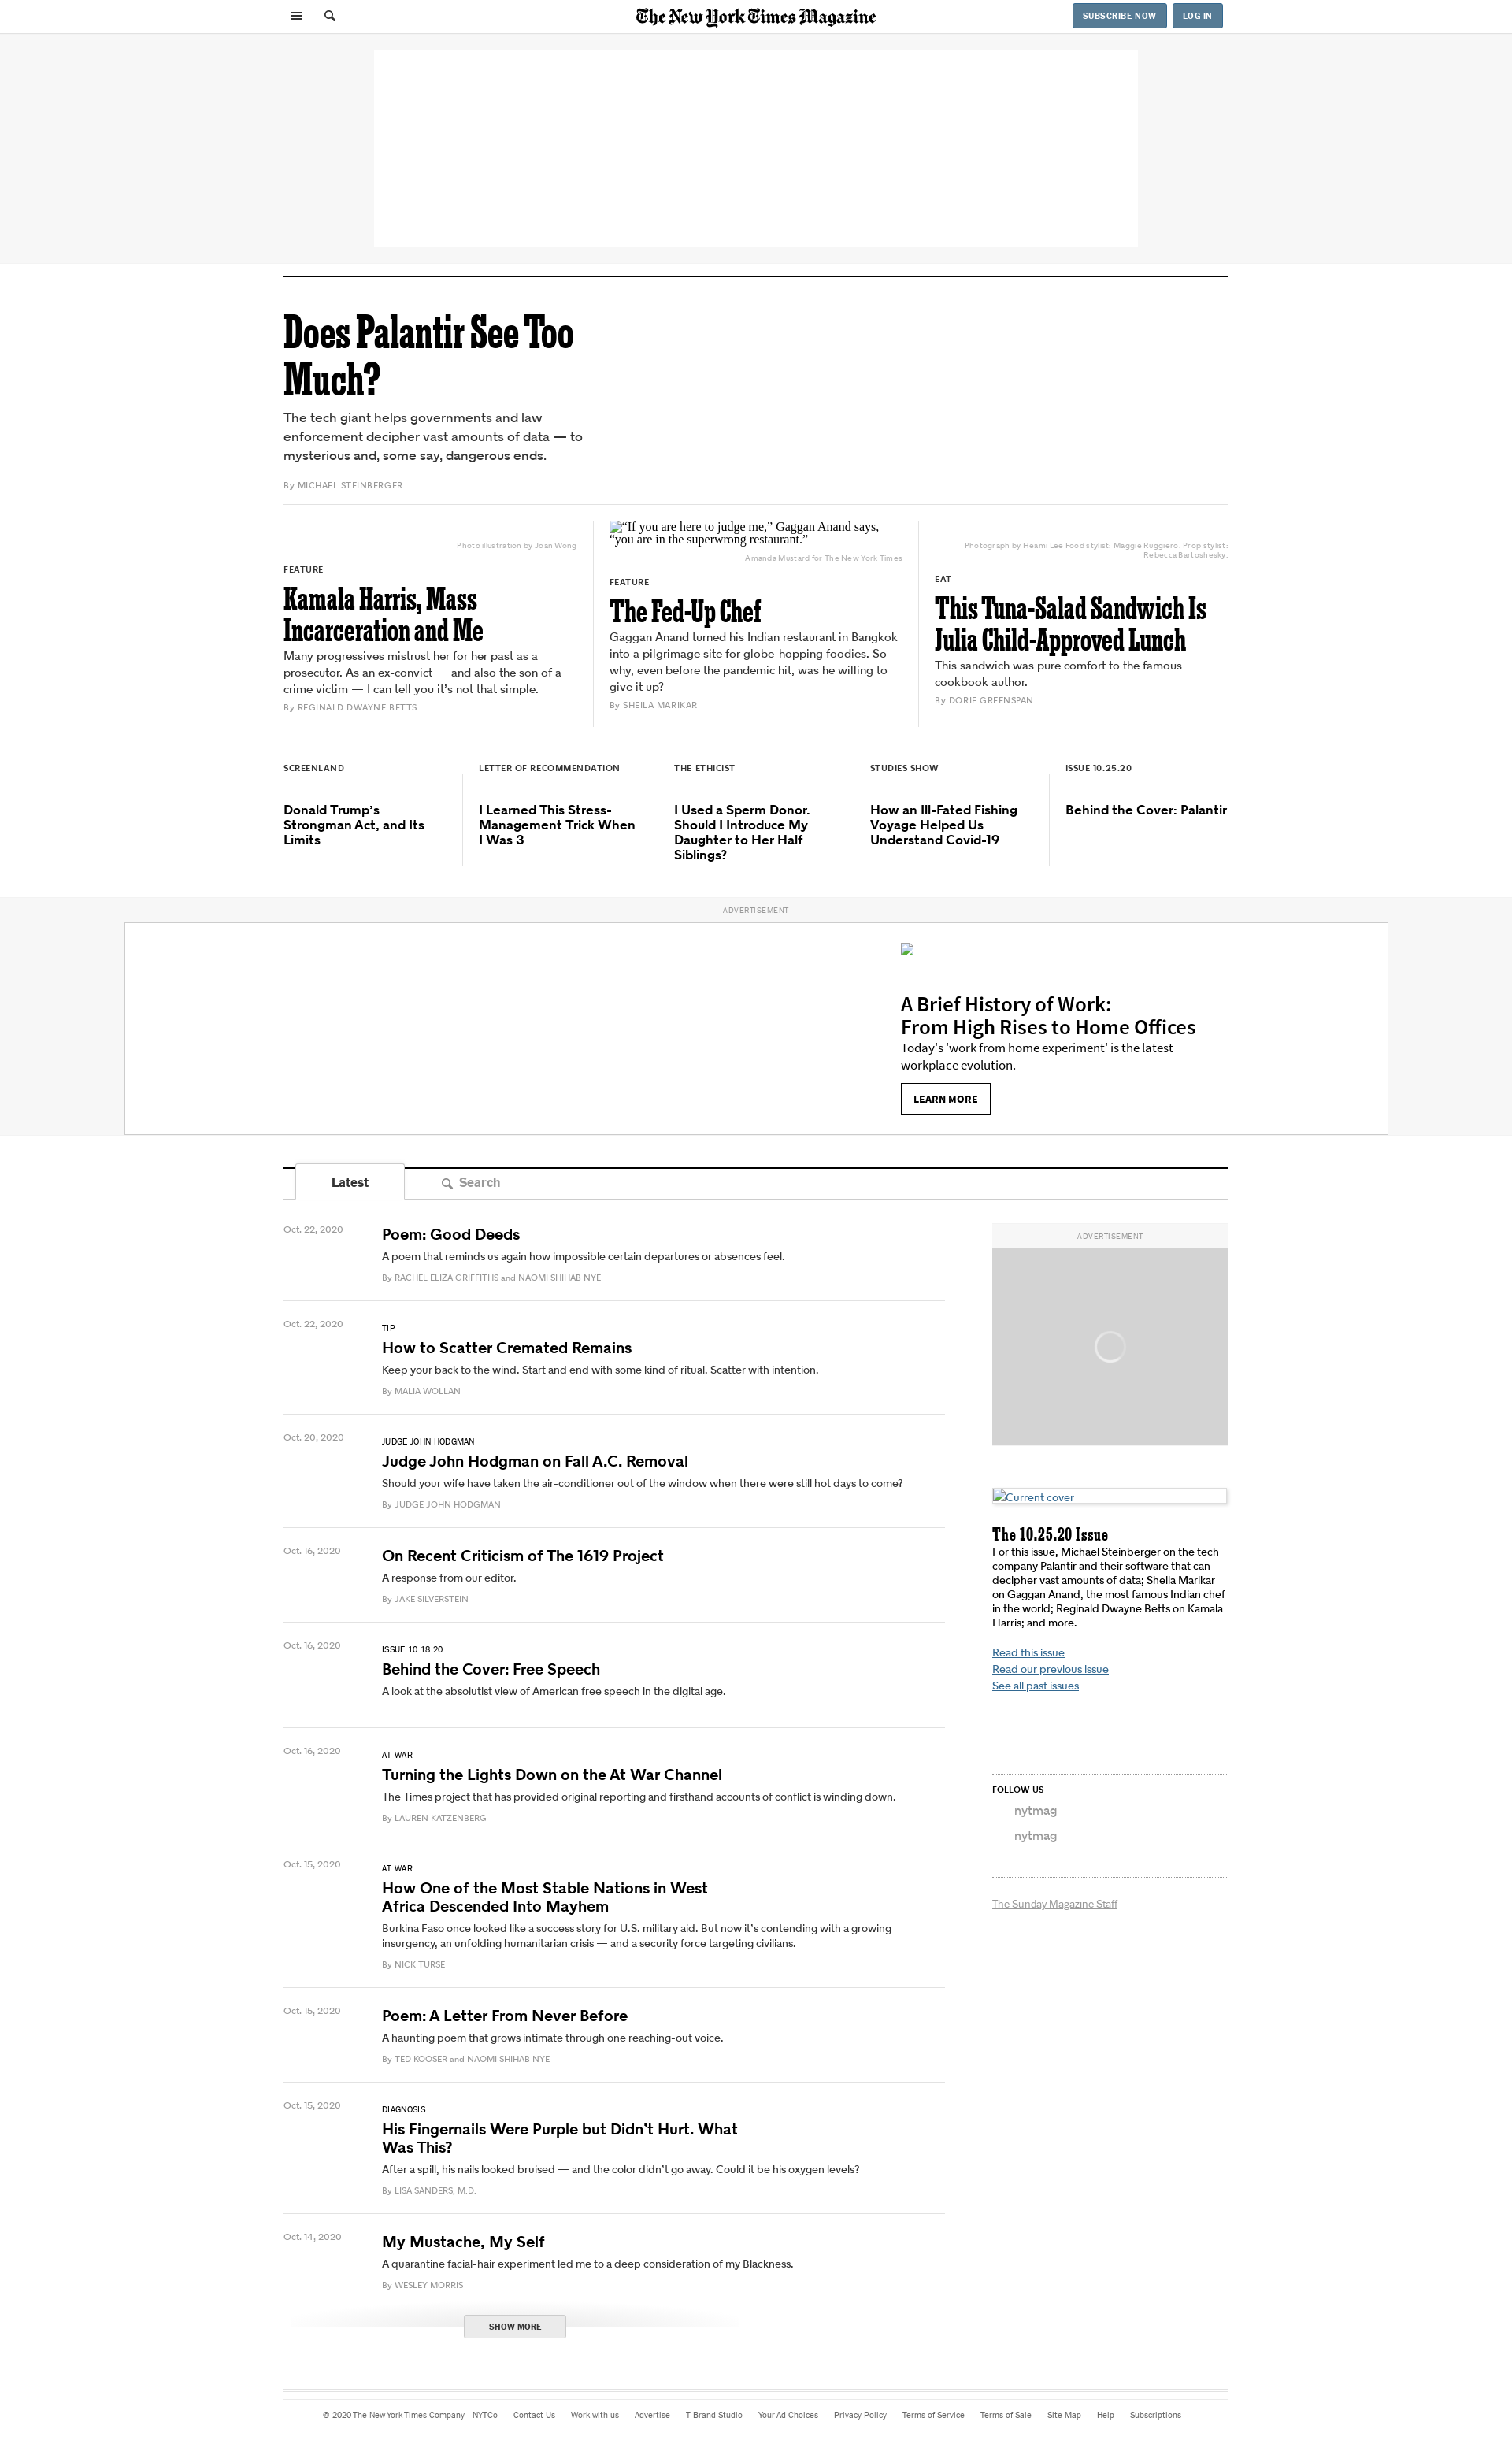 The New York Times Magazine
SUBSCRIBE NOW
LOG IN
Does Palantir See Too
Much?
The tech giant helps governments and law
enforcement decipher vast amounts of data — to
mysterious and, some say, dangerous ends.
By MICHAEL STEINBERGER
Photo illustration by Joan Wong
FEATURE
Kamala Harris, Mass
Incarceration and Me
Many progressives mistrust her for her past as a
prosecutor. As an ex-convict — and also the son of a
crime victim — I can tell you it’s not that simple.
By REGINALD DWAYNE BETTS
“If you are here to judge me,” Gaggan Anand says,
“you are in the superwrong restaurant.”
Amanda Mustard for The New York Times
FEATURE
The Fed-Up Chef
Gaggan Anand turned his Indian restaurant in Bangkok
into a pilgrimage site for globe-hopping foodies. So
why, even before the pandemic hit, was he willing to
give it up?
By SHEILA MARIKAR
Photograph by Heami Lee Food stylist: Maggie Ruggiero. Prop stylist:
Rebecca Bartoshesky.
EAT
This Tuna-Salad Sandwich Is
Julia Child-Approved Lunch
This sandwich was pure comfort to the famous
cookbook author.
By DORIE GREENSPAN
SCREENLAND
Donald Trump’s
Strongman Act, and Its
Limits
LETTER OF RECOMMENDATION
I Learned This Stress-
Management Trick When
I Was 3
THE ETHICIST
I Used a Sperm Donor.
Should I Introduce My
Daughter to Her Half
Siblings?
STUDIES SHOW
How an Ill-Fated Fishing
Voyage Helped Us
Understand Covid-19
ISSUE 10.25.20
Behind the Cover: Palantir
ADVERTISEMENT
A Brief History of Work:
From High Rises to Home Offices
Today's 'work from home experiment' is the latest
workplace evolution.
LEARN MORE
Latest
Search
Oct. 22, 2020
Poem: Good Deeds
A poem that reminds us again how impossible certain departures or absences feel.
By RACHEL ELIZA GRIFFITHS and NAOMI SHIHAB NYE
Oct. 22, 2020
TIP
How to Scatter Cremated Remains
Keep your back to the wind. Start and end with some kind of ritual. Scatter with intention.
By MALIA WOLLAN
Oct. 20, 2020
JUDGE JOHN HODGMAN
Judge John Hodgman on Fall A.C. Removal
Should your wife have taken the air-conditioner out of the window when there were still hot days to come?
By JUDGE JOHN HODGMAN
Oct. 16, 2020
On Recent Criticism of The 1619 Project
A response from our editor.
By JAKE SILVERSTEIN
Oct. 16, 2020
ISSUE 10.18.20
Behind the Cover: Free Speech
A look at the absolutist view of American free speech in the digital age.
Oct. 16, 2020
AT WAR
Turning the Lights Down on the At War Channel
The Times project that has provided original reporting and firsthand accounts of conflict is winding down.
By LAUREN KATZENBERG
Oct. 15, 2020
AT WAR
How One of the Most Stable Nations in West
Africa Descended Into Mayhem
Burkina Faso once looked like a success story for U.S. military aid. But now it’s contending with a growing
insurgency, an unfolding humanitarian crisis — and a security force targeting civilians.
By NICK TURSE
Oct. 15, 2020
Poem: A Letter From Never Before
A haunting poem that grows intimate through one reaching-out voice.
By TED KOOSER and NAOMI SHIHAB NYE
Oct. 15, 2020
DIAGNOSIS
His Fingernails Were Purple but Didn’t Hurt. What
Was This?
After a spill, his nails looked bruised — and the color didn’t go away. Could it be his oxygen levels?
By LISA SANDERS, M.D.
Oct. 14, 2020
My Mustache, My Self
A quarantine facial-hair experiment led me to a deep consideration of my Blackness.
By WESLEY MORRIS
SHOW MORE
ADVERTISEMENT
Current cover
The 10.25.20 Issue
For this issue, Michael Steinberger on the tech
company Palantir and their software that can
decipher vast amounts of data; Sheila Marikar
on Gaggan Anand, the most famous Indian chef
in the world; Reginald Dwayne Betts on Kamala
Harris; and more.
Read this issue
Read our previous issue
See all past issues
FOLLOW US
nytmag
nytmag
The Sunday Magazine Staff
© 2020 The New York Times Company NYTCo Contact Us Work with us Advertise T Brand Studio Your Ad Choices Privacy Policy Terms of Service Terms of Sale Site Map Help Subscriptions